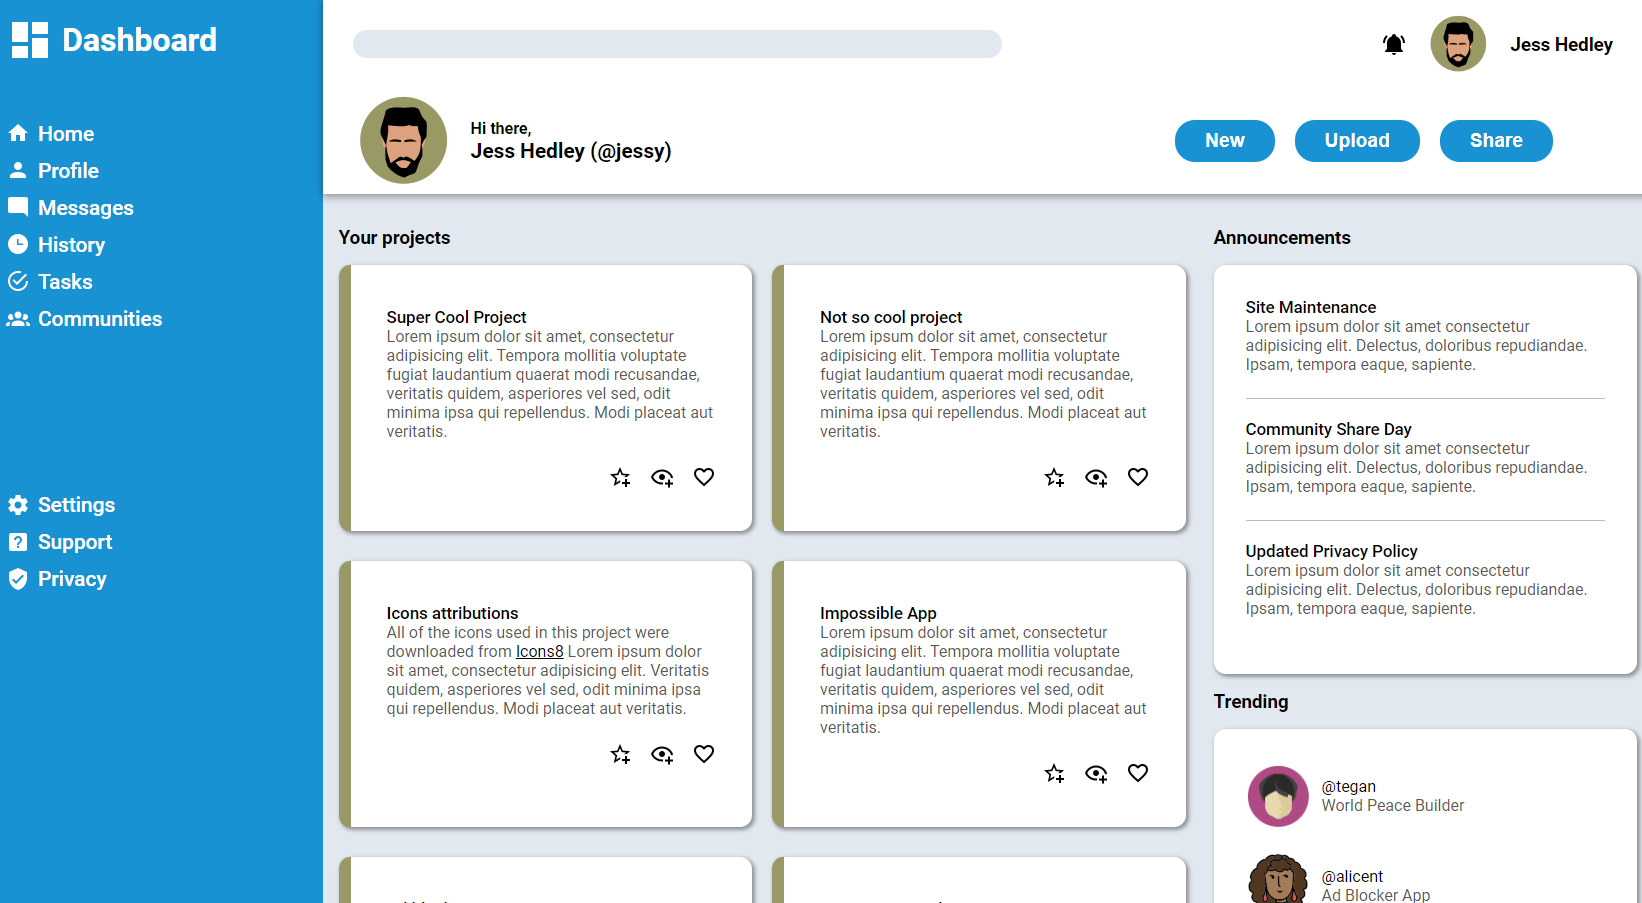 Dashboard
Home
Profile
Messages
History
Tasks
Communities
Settings
Support
Privacy
Jess Hedley
Hi there,
Jess Hedley (@jessy)
New
Upload
Share
Your projects
Super Cool Project
Lorem ipsum dolor sit amet, consectetur
adipisicing elit. Tempora mollitia voluptate
fugiat laudantium quaerat modi recusandae,
veritatis quidem, asperiores vel sed, odit
minima ipsa qui repellendus. Modi placeat aut
veritatis.
Not so cool project
Lorem ipsum dolor sit amet, consectetur
adipisicing elit. Tempora mollitia voluptate
fugiat laudantium quaerat modi recusandae,
veritatis quidem, asperiores vel sed, odit
minima ipsa qui repellendus. Modi placeat aut
veritatis.
Icons attributions
All of the icons used in this project were
downloaded from Icons8 Lorem ipsum dolor
sit amet, consectetur adipisicing elit. Veritatis
quidem, asperiores vel sed, odit minima ipsa
qui repellendus. Modi placeat aut veritatis.
Impossible App
Lorem ipsum dolor sit amet, consectetur
adipisicing elit. Tempora mollitia voluptate
fugiat laudantium quaerat modi recusandae,
veritatis quidem, asperiores vel sed, odit
minima ipsa qui repellendus. Modi placeat aut
veritatis.
Announcements
Site Maintenance
Lorem ipsum dolor sit amet consectetur
adipisicing elit. Delectus, doloribus repudiandae.
Ipsam, tempora eaque, sapiente.
Community Share Day
Lorem ipsum dolor sit amet consectetur
adipisicing elit. Delectus, doloribus repudiandae.
Ipsam, tempora eaque, sapiente.
Updated Privacy Policy
Lorem ipsum dolor sit amet consectetur
adipisicing elit. Delectus, doloribus repudiandae.
Ipsam, tempora eaque, sapiente.
Trending
@tegan
World Peace Builder
@alicent
Ad Blocker App